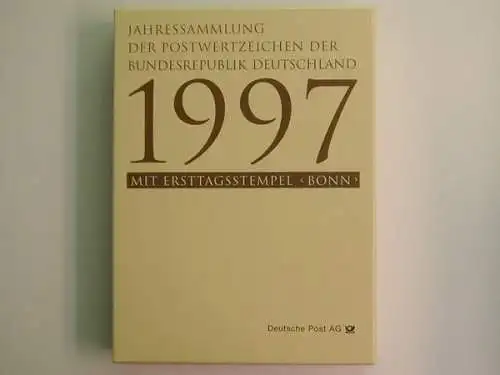 JAHRESSAMMLUNG
DER POSTWERTZEICHEN DER
BUNDESREPUBLIK DEUTSCHLAND
1997
MIT ERSTTAGSSTEMPEL ‹BONN›
Deutsche Post AG